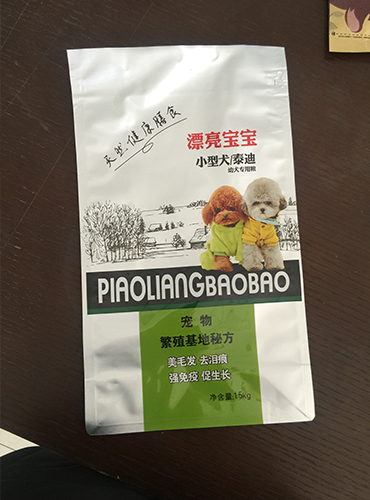 天然健康膳食
漂亮宝宝
小型犬/泰迪
幼犬专用粮
PIAOLIANGBAOBAO
宠物
繁殖基地秘方
美毛发 去泪痕
强免疫 促生长
净含量1.5kg